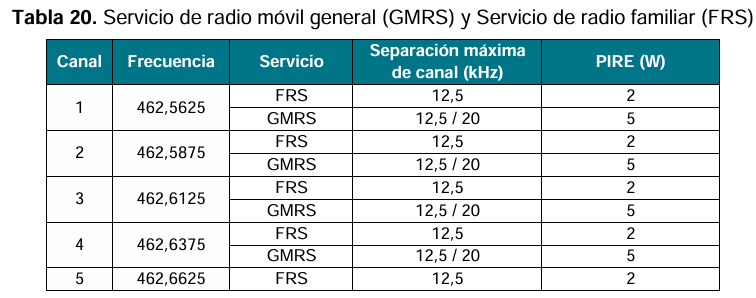 Tabla 20. Servicio de radio móvil general (GMRS) y Servicio de radio familiar (FRS)
Canal Frecuencia Servicio Separación máxima de canal (kHz) PIRE (W)
1 462,5625 FRS 12,5 2
GMRS 12,5 / 20 5
2 462,5875 FRS 12,5 2
GMRS 12,5 / 20 5
3 462,6125 FRS 12,5 2
GMRS 12,5 / 20 5
4 462,6375 FRS 12,5 2
GMRS 12,5 / 20 5
5 462,6625 FRS 12,5 2